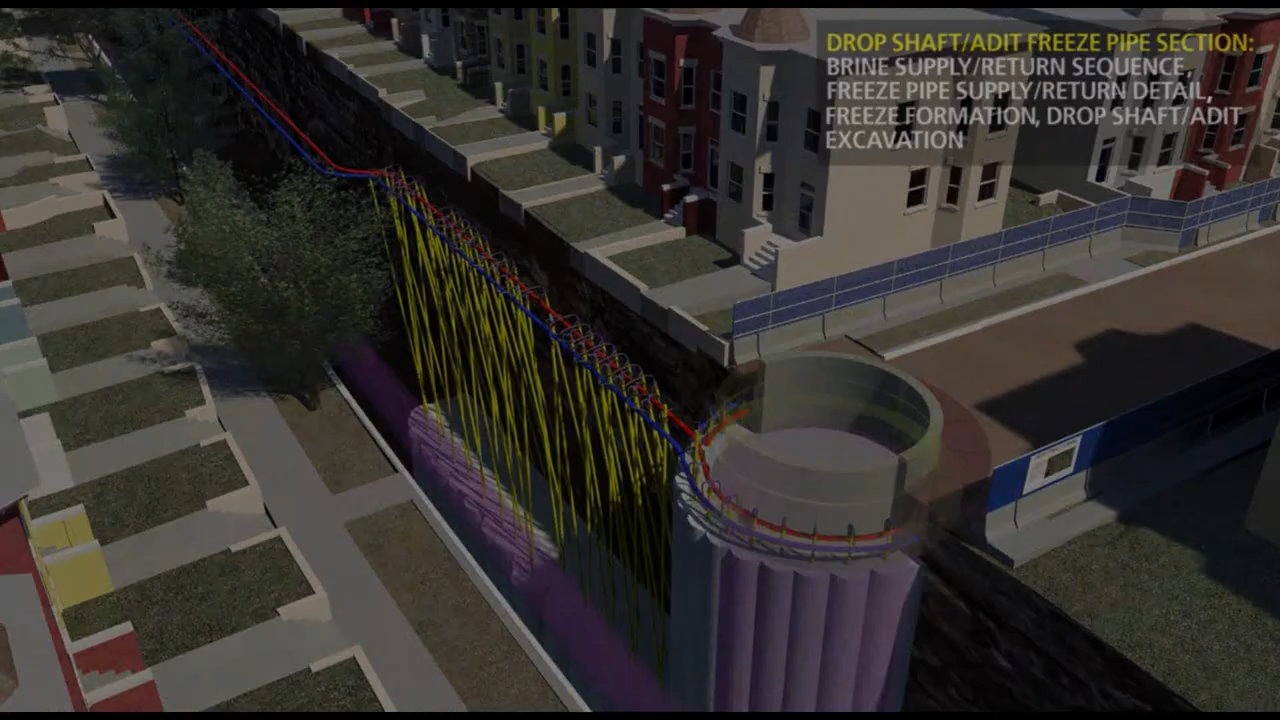 DROP SHAFT/ADIT FREEZE PIPE SECTION:
BRINE SUPPLY/RETURN SEQUENCE,
FREEZE PIPE SUPPLY/RETURN DETAIL,
FREEZE FORMATION, DROP SHAFT/ADIT
EXCAVATION